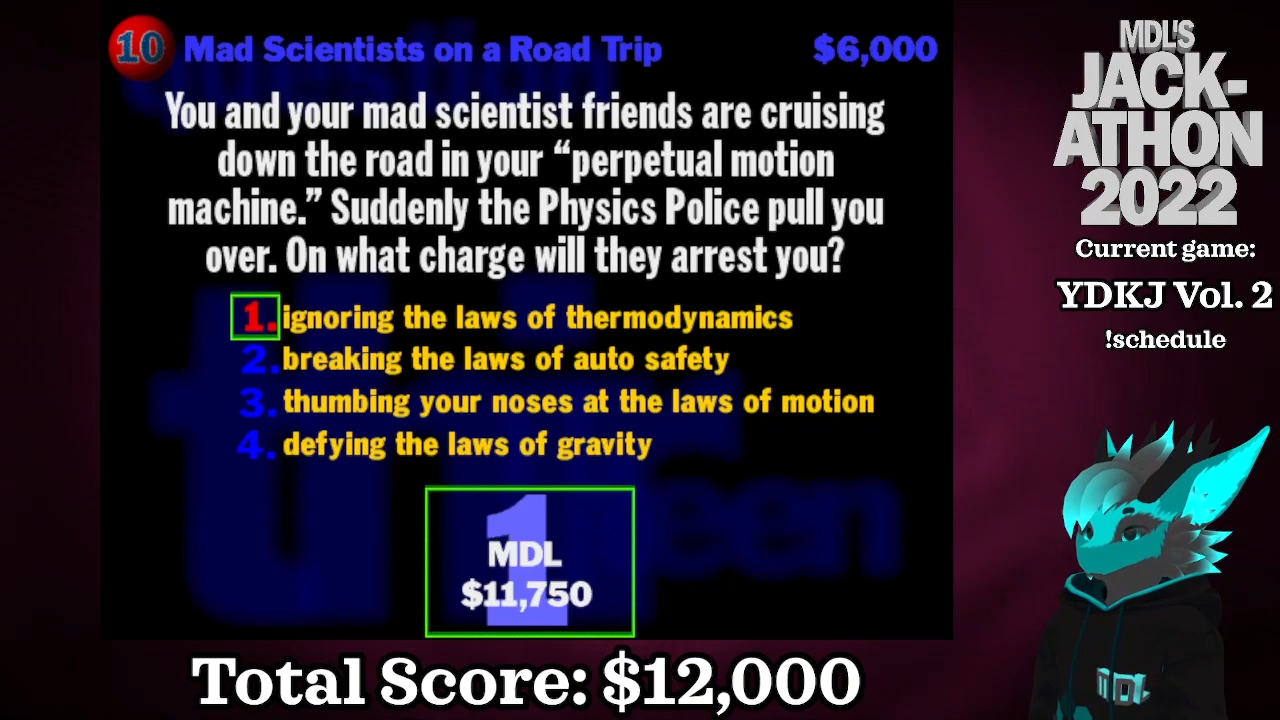 10 Mad Scientists on a Road Trip $6,000
You and your mad scientist friends are cruising
down the road in your “perpetual motion
machine.” Suddenly the Physics Police pull you
over. On what charge will they arrest you?
1. ignoring the laws of thermodynamics
2. breaking the laws of auto safety
3. thumbing your noses at the laws of motion
4. defying the laws of gravity
1
MDL
$11,750
Total Score: $12,000
MDL'S
JACK-
ATHON
2022
Current game:
YDKJ Vol. 2
!schedule
MDL